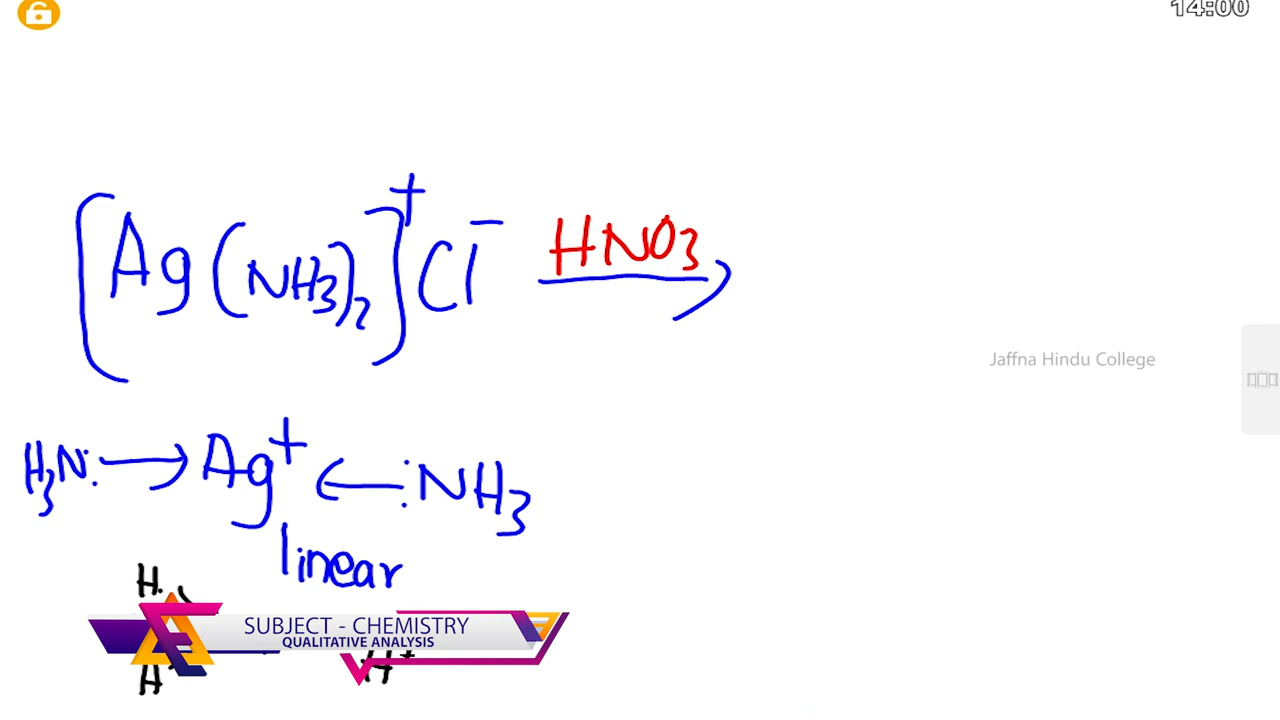 14:00
[Ag(NH3)2]+Cl− HNO3 →
Jaffna Hindu College
H3N: → Ag+ ← :NH3
linear
H
SUBJECT - CHEMISTRY
QUALITATIVE ANALYSIS
H H+